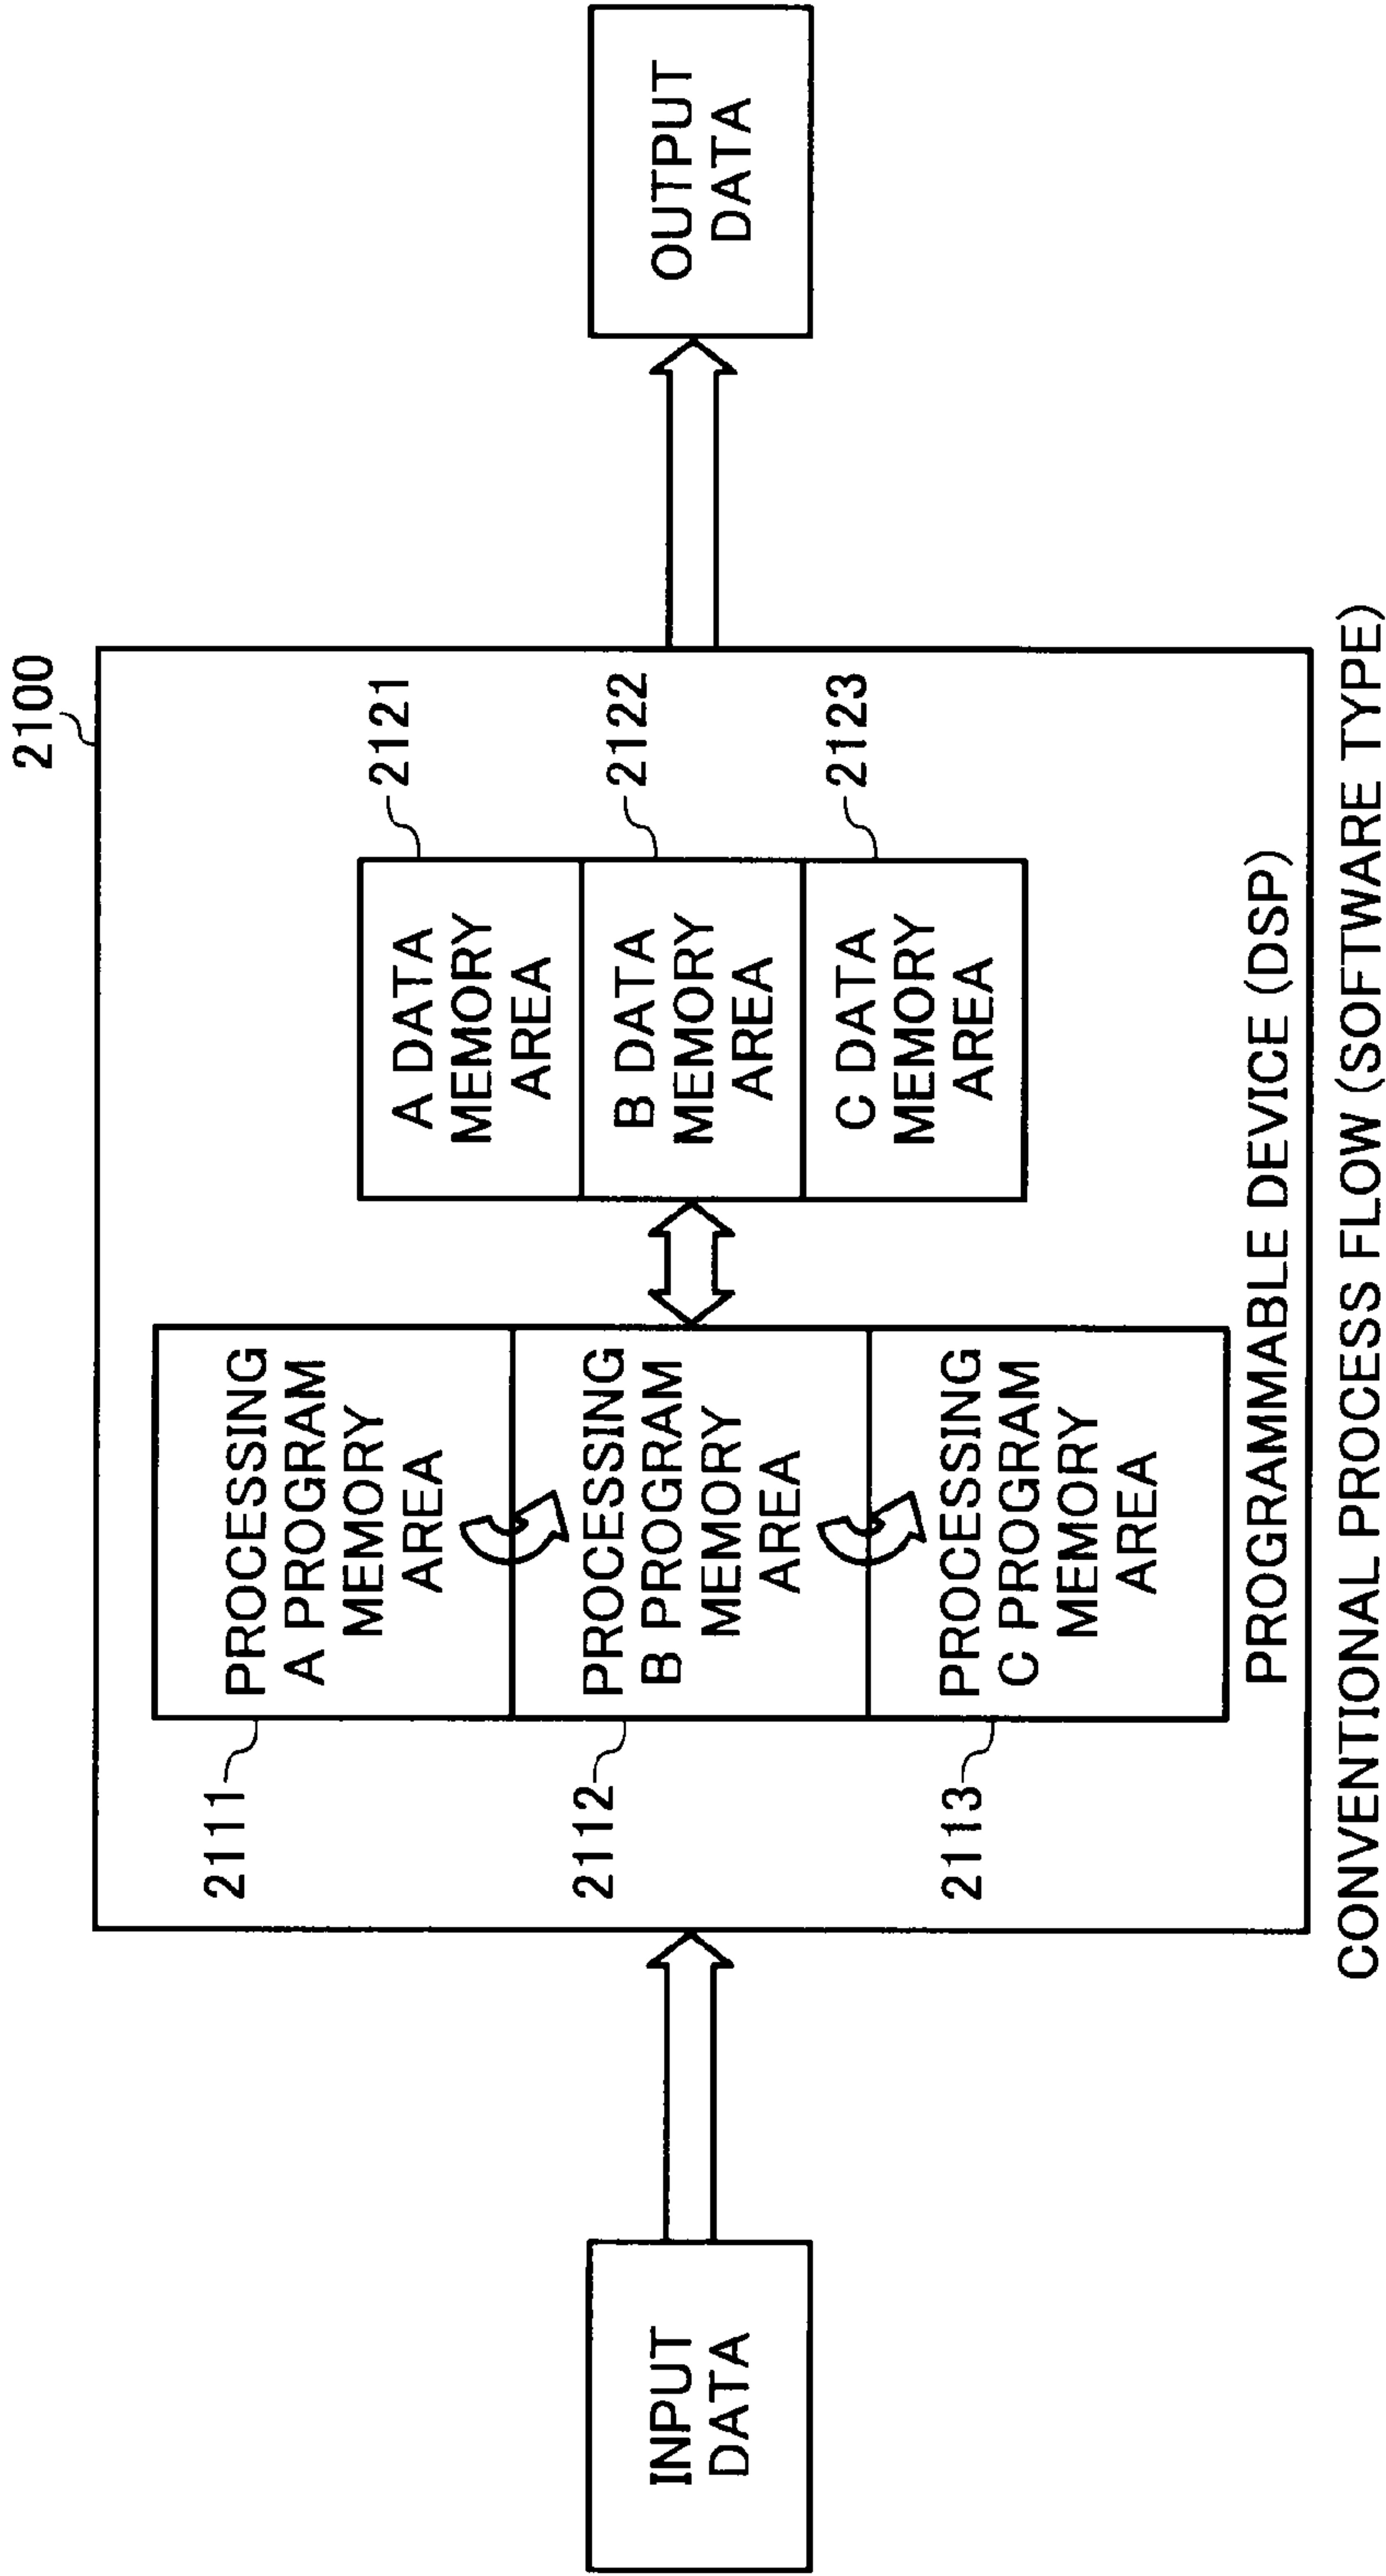 2100
INPUT
DATA
2111
PROCESSING
A PROGRAM
MEMORY
AREA
2112
PROCESSING
B PROGRAM
MEMORY
AREA
2113
PROCESSING
C PROGRAM
MEMORY
AREA
A DATA
MEMORY
AREA
2121
B DATA
MEMORY
AREA
2122
C DATA
MEMORY
AREA
2123
OUTPUT
DATA
PROGRAMMABLE DEVICE (DSP)
CONVENTIONAL PROCESS FLOW (SOFTWARE TYPE)